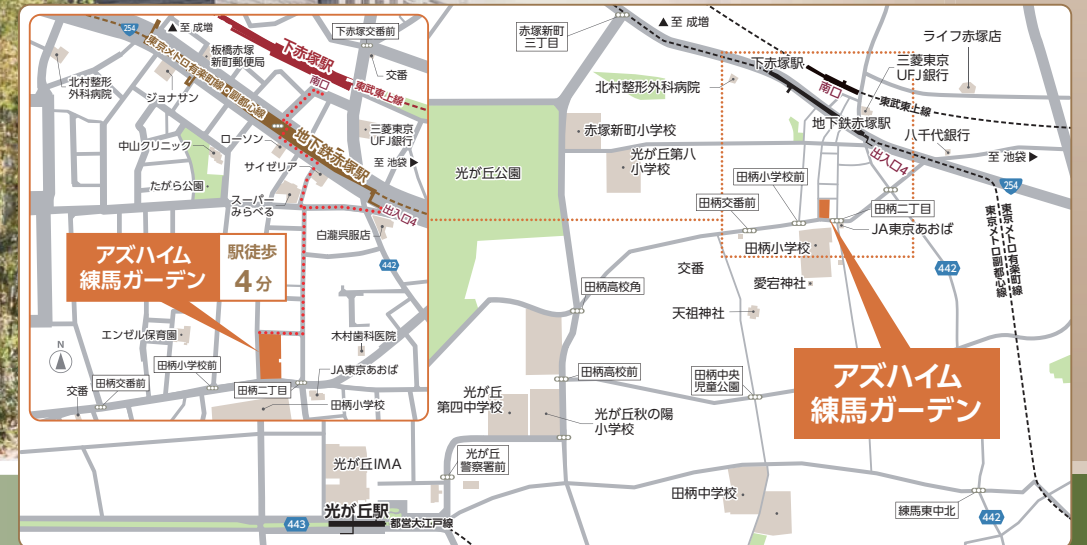 254
▲至 成増
下赤塚交番前
下赤塚駅
板橋赤塚
新町郵便局
交番
南口
東武東上線
北村整形
外科病院
ジョナサン
東京メトロ有楽町線・副都心線
ローソン
中山クリニック
地下鉄赤塚駅
三菱東京
UFJ銀行
至 池袋▶
サイゼリア
たがら公園
スーパー
みらべる
出入口4
白瀧呉服店
アズハイム
練馬ガーデン
駅徒歩
4分
442
エンゼル保育園
木村歯科医院
N
田柄小学校前
JA東京あおば
交番
田柄交番前
田柄二丁目
田柄小学校
赤塚新町
三丁目
▲至 成増
ライフ赤塚店
下赤塚駅
三菱東京
UFJ銀行
北村整形外科病院
南口
東武東上線
地下鉄赤塚駅
赤塚新町小学校
八千代銀行
光が丘第八
小学校
出入口4
至 池袋▶
光が丘公園
田柄小学校前
254
田柄交番前
田柄二丁目
JA東京あおば
東京メトロ有楽町線
東京メトロ副都心線
田柄小学校
交番
442
愛宕神社
田柄高校角
天祖神社
アズハイム
練馬ガーデン
田柄高校前
田柄中央
児童公園
光が丘
第四中学校
光が丘秋の陽
小学校
光が丘IMA
光が丘
警察署前
田柄中学校
光が丘駅
443
都営大江戸線
練馬東中北
442